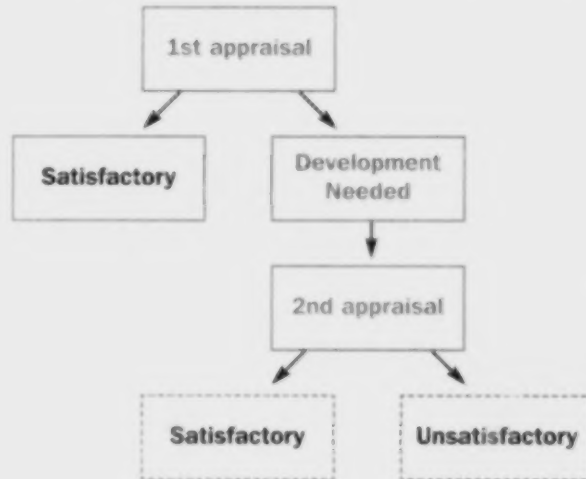 1st appraisal
Satisfactory
Development
Needed
2nd appraisal
Satisfactory
Unsatisfactory